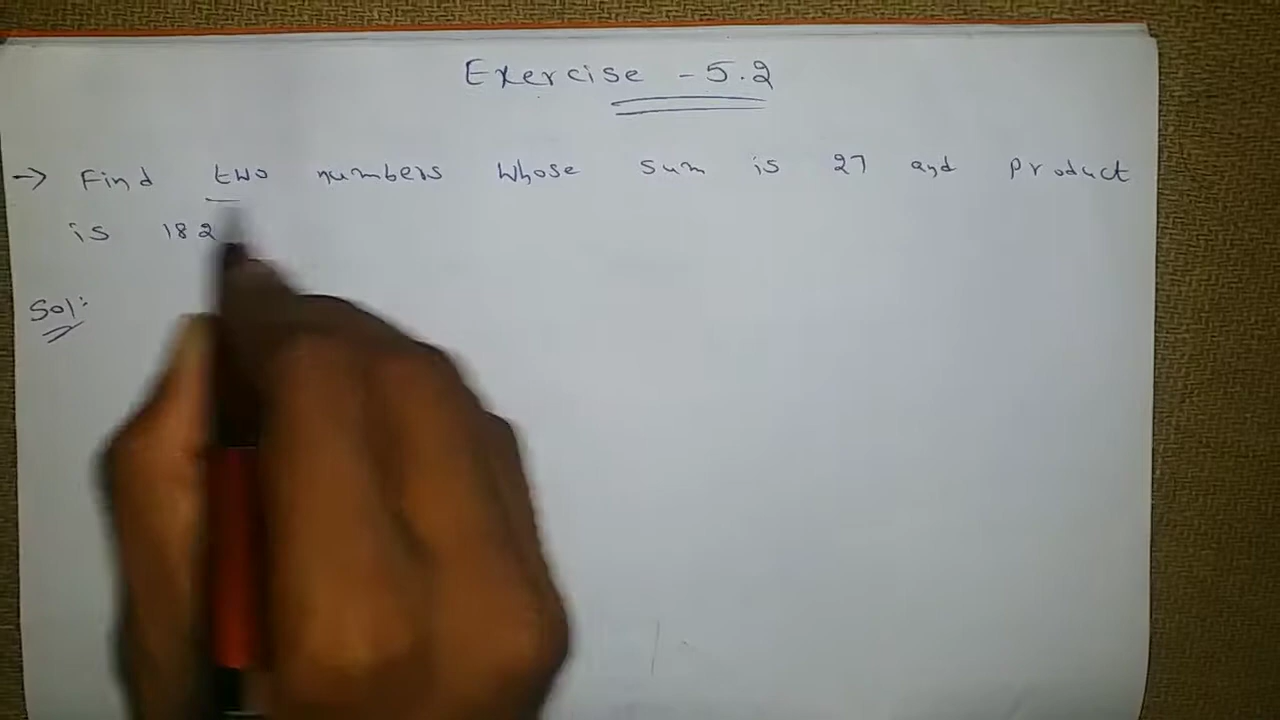 Exercise - 5.2
→ Find two numbers whose sum is 27 and product
is 182
Sol: